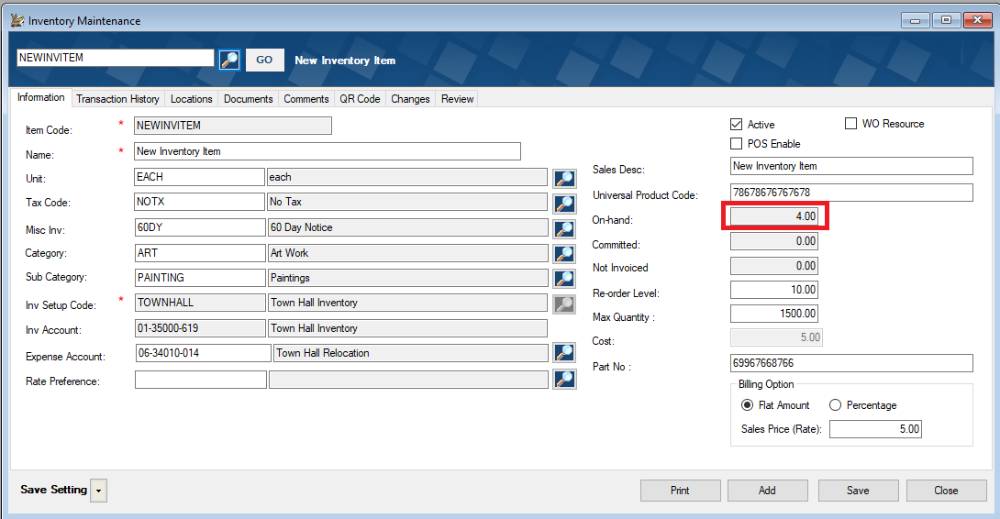 Inventory Maintenance
NEWINVITEM GO New Inventory Item
Information Transaction History Locations Documents Comments QR Code Changes Review
Item Code: * NEWINVITEM
Name: * New Inventory Item
Unit: EACH each
Tax Code: NOTX No Tax
Misc Inv: 60DY 60 Day Notice
Category: ART Art Work
Sub Category: PAINTING Paintings
Inv Setup Code: * TOWNHALL Town Hall Inventory
Inv Account: 01-35000-619 Town Hall Inventory
Expense Account: 06-34010-014 Town Hall Relocation
Rate Preference:
Active WO Resource
POS Enable
Sales Desc: New Inventory Item
Universal Product Code: 78678676767678
On-hand: 4.00
Committed: 0.00
Not Invoiced 0.00
Re-order Level: 10.00
Max Quantity : 1500.00
Cost: 5.00
Part No : 69967668766
Billing Option
Flat Amount Percentage
Sales Price (Rate): 5.00
Save Setting Print Add Save Close